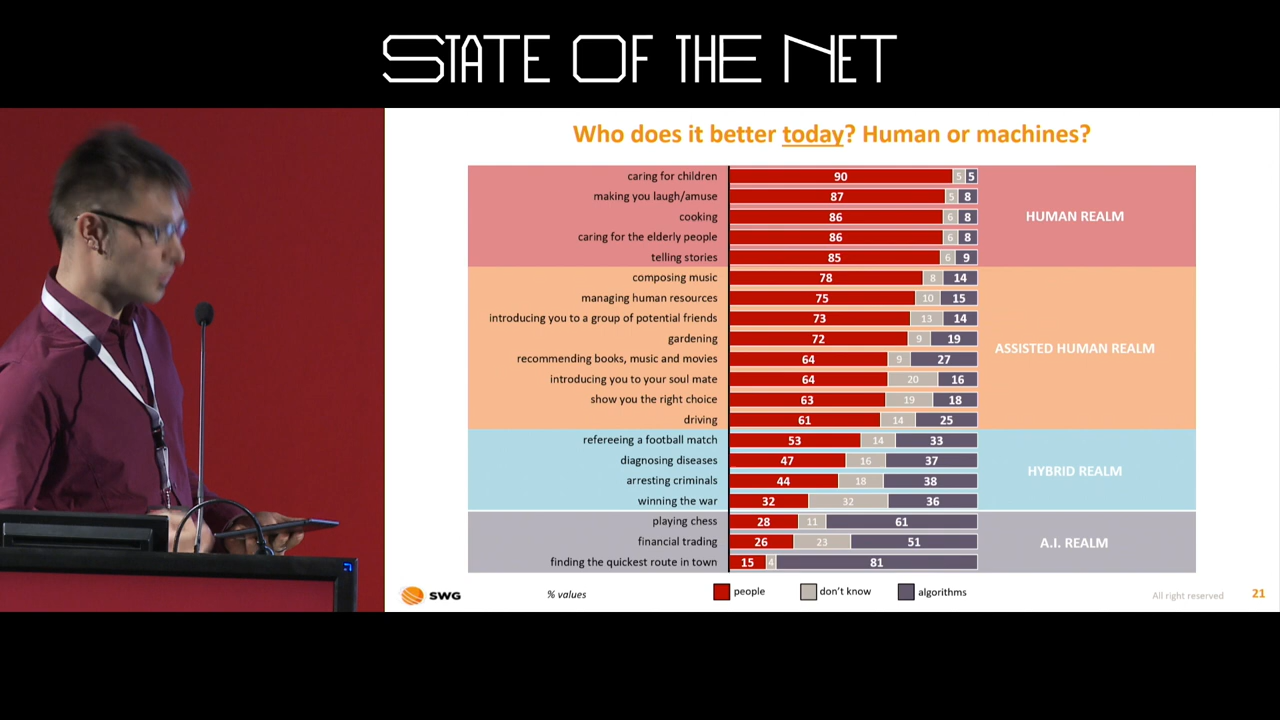 STATE OF THE NET
Who does it better today? Human or machines?
caring for children 90 5 5
making you laugh/amuse 87 5 8
cooking 86 6 8
HUMAN REALM
caring for the elderly people 86 6 8
telling stories 85 6 9
composing music 78 8 14
managing human resources 75 10 15
introducing you to a group of potential friends 73 13 14
gardening 72 9 19
ASSISTED HUMAN REALM
recommending books, music and movies 64 9 27
introducing you to your soul mate 64 20 16
show you the right choice 63 19 18
driving 61 14 25
refereeing a football match 53 14 33
diagnosing diseases 47 16 37
HYBRID REALM
arresting criminals 44 18 38
winning the war 32 32 36
playing chess 28 11 61
financial trading 26 23 51
A.I. REALM
finding the quickest route in town 15 4 81
SWG
% values
people
don't know
algorithms
All right reserved
21